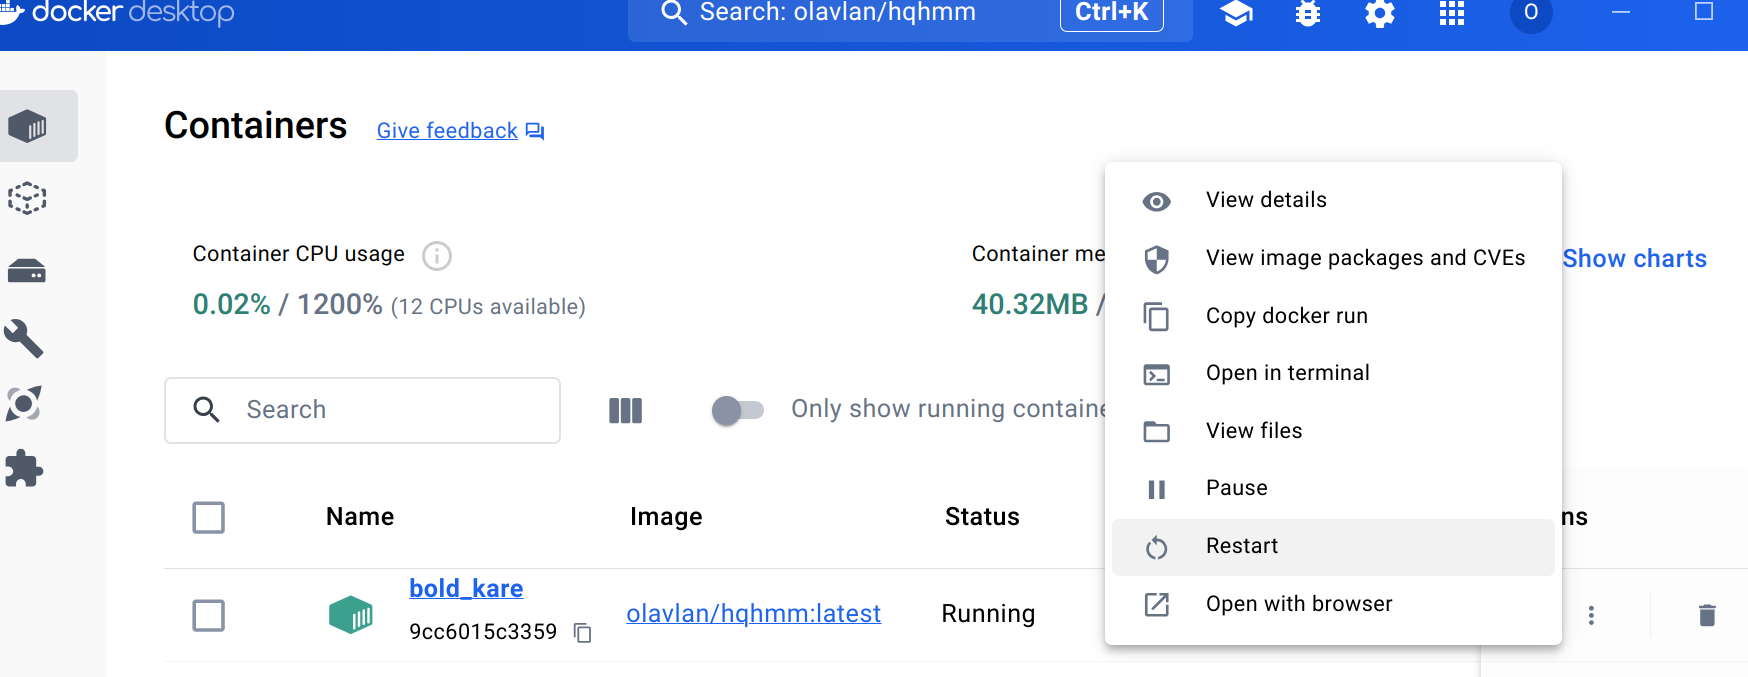 docker desktop
Search: olavlan/hqhmm
Ctrl+K
O
Containers
Give feedback
Container CPU usage
0.02% / 1200% (12 CPUs available)
Container me
40.32MB /
Show charts
Search
Only show running containe
Name
Image
Status
ns
bold_kare
9cc6015c3359
olavlan/hqhmm:latest
Running
View details
View image packages and CVEs
Copy docker run
Open in terminal
View files
Pause
Restart
Open with browser